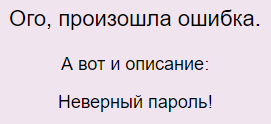 Ого, произошла ошибка.
А вот и описание:
Неверный пароль!